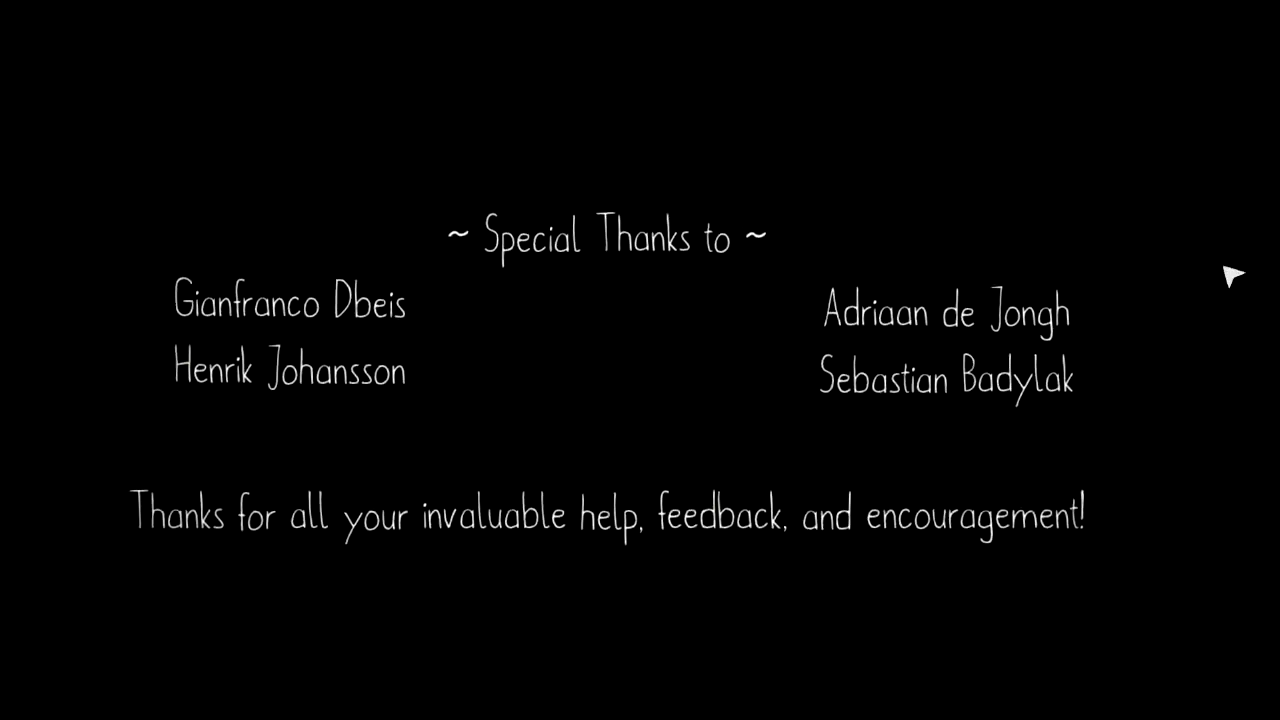 ~ Special Thanks to ~
Gianfranco Dbeis
Adriaan de Jongh
Henrik Johansson
Sebastian Badylak
Thanks for all your invaluable help, feedback, and encouragement!